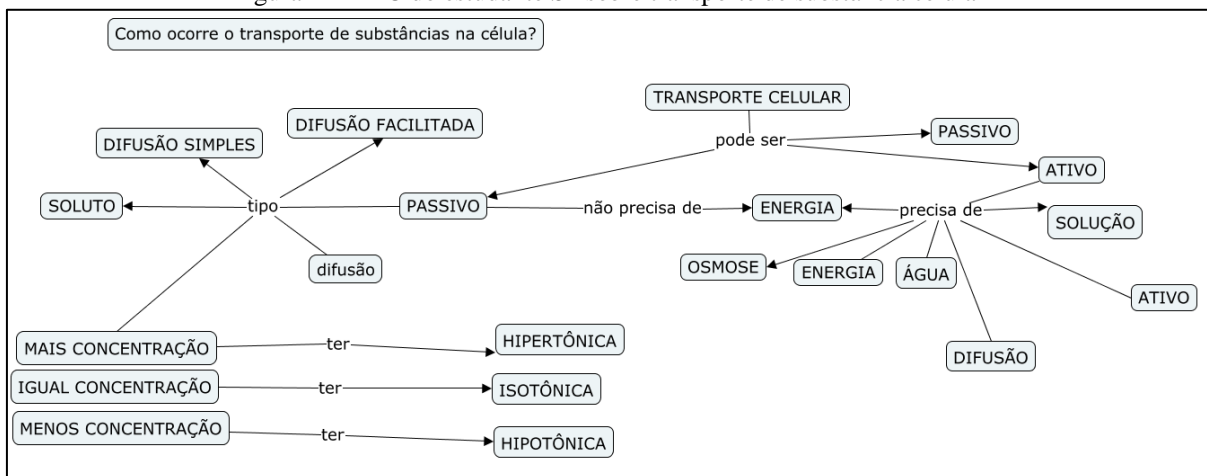 Como ocorre o transporte de substâncias na célula?
TRANSPORTE CELULAR
DIFUSÃO FACILITADA
PASSIVO
DIFUSÃO SIMPLES
pode ser
ATIVO
SOLUTO
tipo
PASSIVO
não precisa de
ENERGIA
precisa de
SOLUÇÃO
difusão
OSMOSE
ENERGIA
ÁGUA
ATIVO
MAIS CONCENTRAÇÃO
ter
HIPERTÔNICA
DIFUSÃO
IGUAL CONCENTRAÇÃO
ter
ISOTÔNICA
MENOS CONCENTRAÇÃO
ter
HIPOTÔNICA